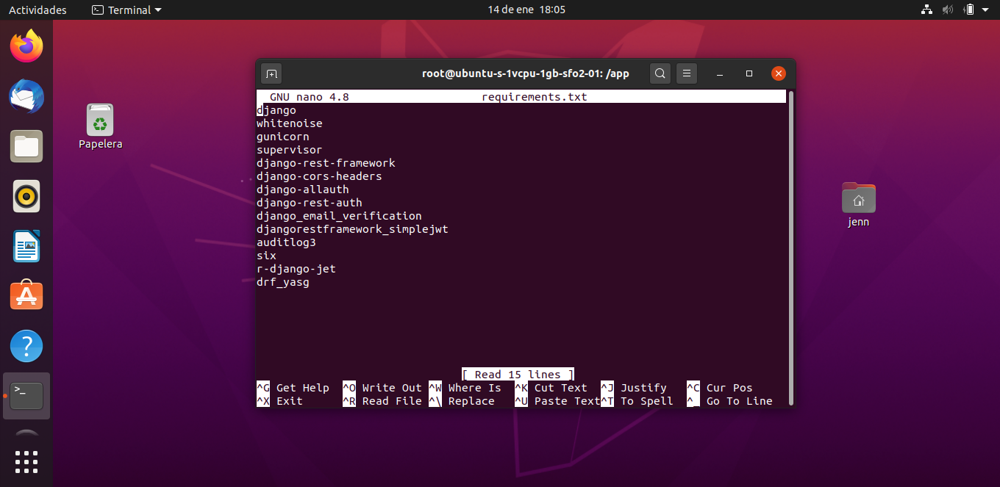 Actividades Terminal 14 de ene 18:05
root@ubuntu-s-1vcpu-1gb-sfo2-01: /app
GNU nano 4.8 requirements.txt
django
whitenoise
gunicorn
supervisor
django-rest-framework
django-cors-headers
django-allauth
django-rest-auth
django_email_verification
djangorestframework_simplejwt
auditlog3
six
r-django-jet
drf_yasg
[ Read 15 lines ]
^G Get Help ^O Write Out ^W Where Is ^K Cut Text ^J Justify ^C Cur Pos
^X Exit ^R Read File ^\ Replace ^U Paste Text^T To Spell ^_ Go To Line
Papelera
jenn